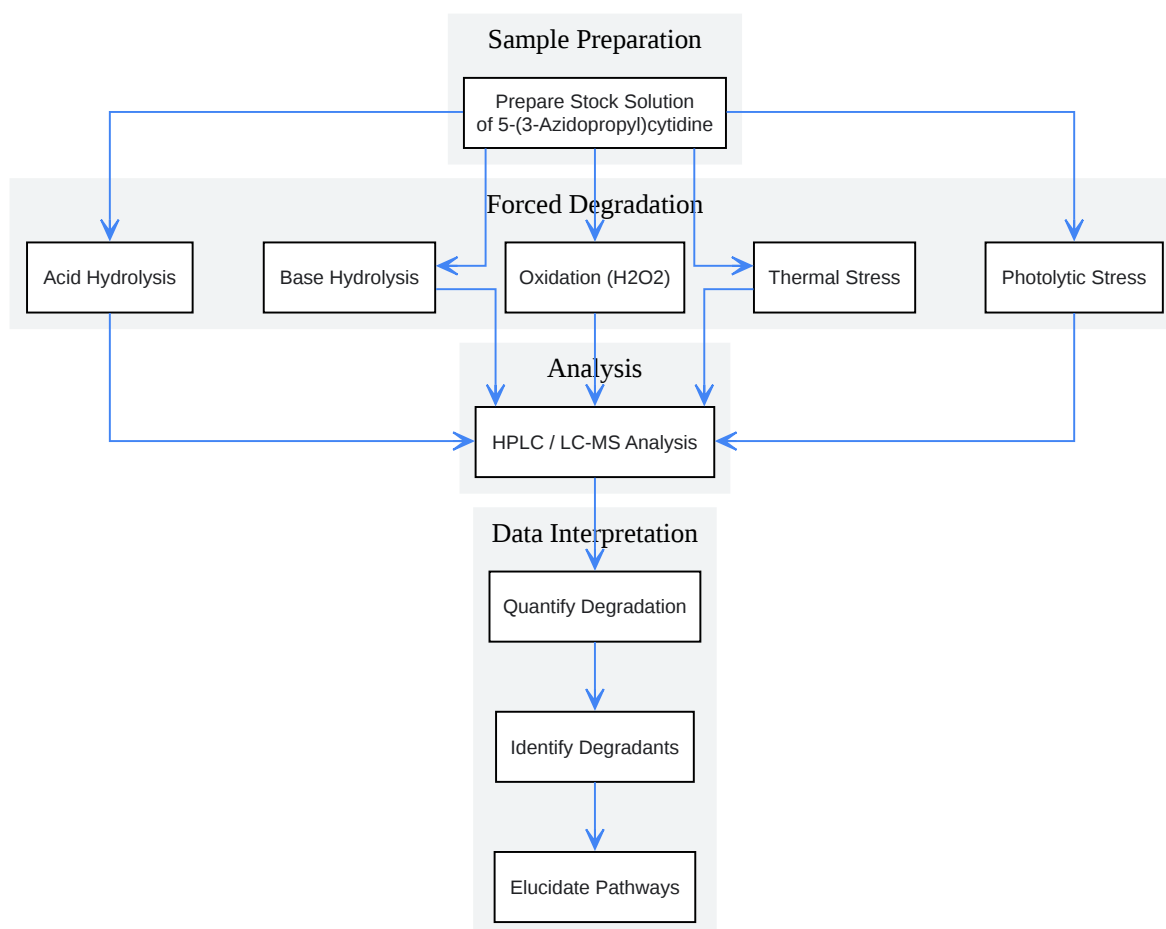 Sample Preparation
Prepare Stock Solution
of 5-(3-Azidopropyl)cytidine
Forced Degradation
Acid Hydrolysis
Base Hydrolysis
Oxidation (H2O2)
Thermal Stress
Photolytic Stress
Analysis
HPLC / LC-MS Analysis
Data Interpretation
Quantify Degradation
Identify Degradants
Elucidate Pathways